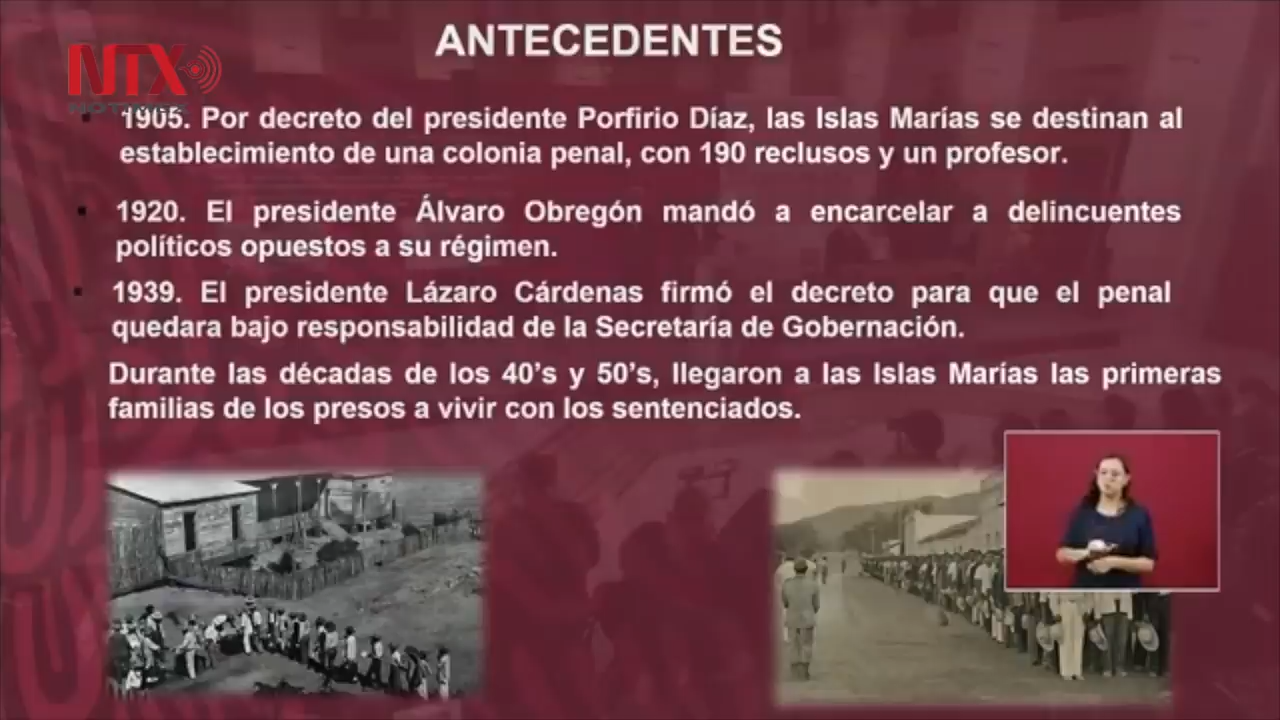 ANTECEDENTES
NTX
NOTIMEX
1905. Por decreto del presidente Porfirio Díaz, las Islas Marías se destinan al
establecimiento de una colonia penal, con 190 reclusos y un profesor.
1920. El presidente Álvaro Obregón mandó a encarcelar a delincuentes
políticos opuestos a su régimen.
1939. El presidente Lázaro Cárdenas firmó el decreto para que el penal
quedara bajo responsabilidad de la Secretaría de Gobernación.
Durante las décadas de los 40’s y 50’s, llegaron a las Islas Marías las primeras
familias de los presos a vivir con los sentenciados.